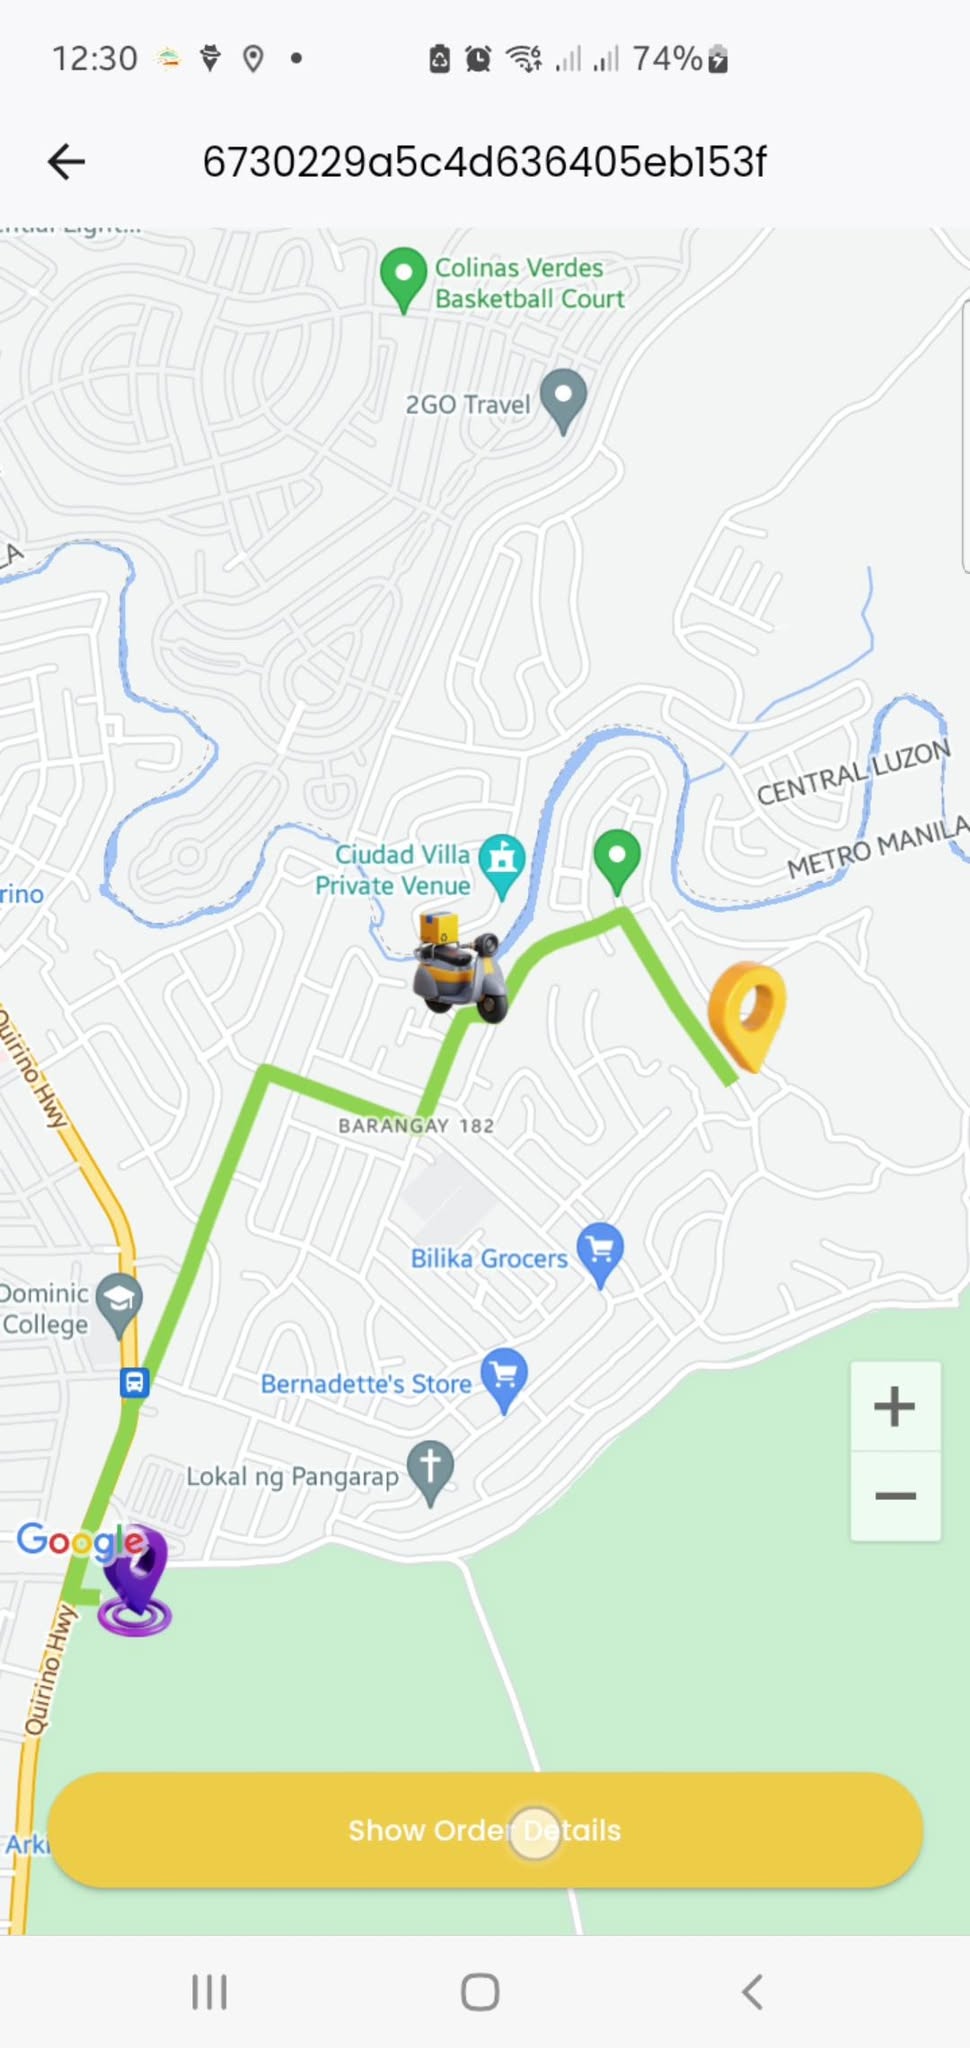 12:30
74%
6730229a5c4d636405eb153f
Colinas Verdes
Basketball Court
2GO Travel
CENTRAL LUZON
METRO MANILA
Ciudad Villa
Private Venue
rino
Quirino Hwy
BARANGAY 182
Bilika Grocers
Dominic
College
Bernadette's Store
Lokal ng Pangarap
Google
Quirino Hwy
Show Order Details